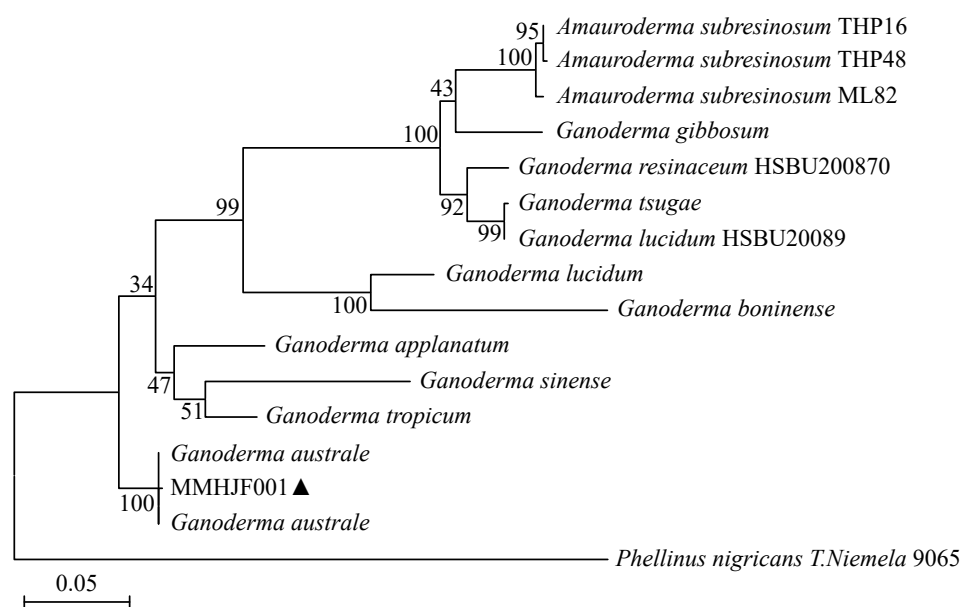 95
Amauroderma subresinosum THP16
100
Amauroderma subresinosum THP48
43
Amauroderma subresinosum ML82
100
Ganoderma gibbosum
Ganoderma resinaceum HSBU200870
99
92
Ganoderma tsugae
99
Ganoderma lucidum HSBU20089
Ganoderma lucidum
34
100
Ganoderma boninense
Ganoderma applanatum
47
Ganoderma sinense
51
Ganoderma tropicum
Ganoderma australe
MMHJF001▲
100
Ganoderma australe
Phellinus nigricans T.Niemela 9065
0.05